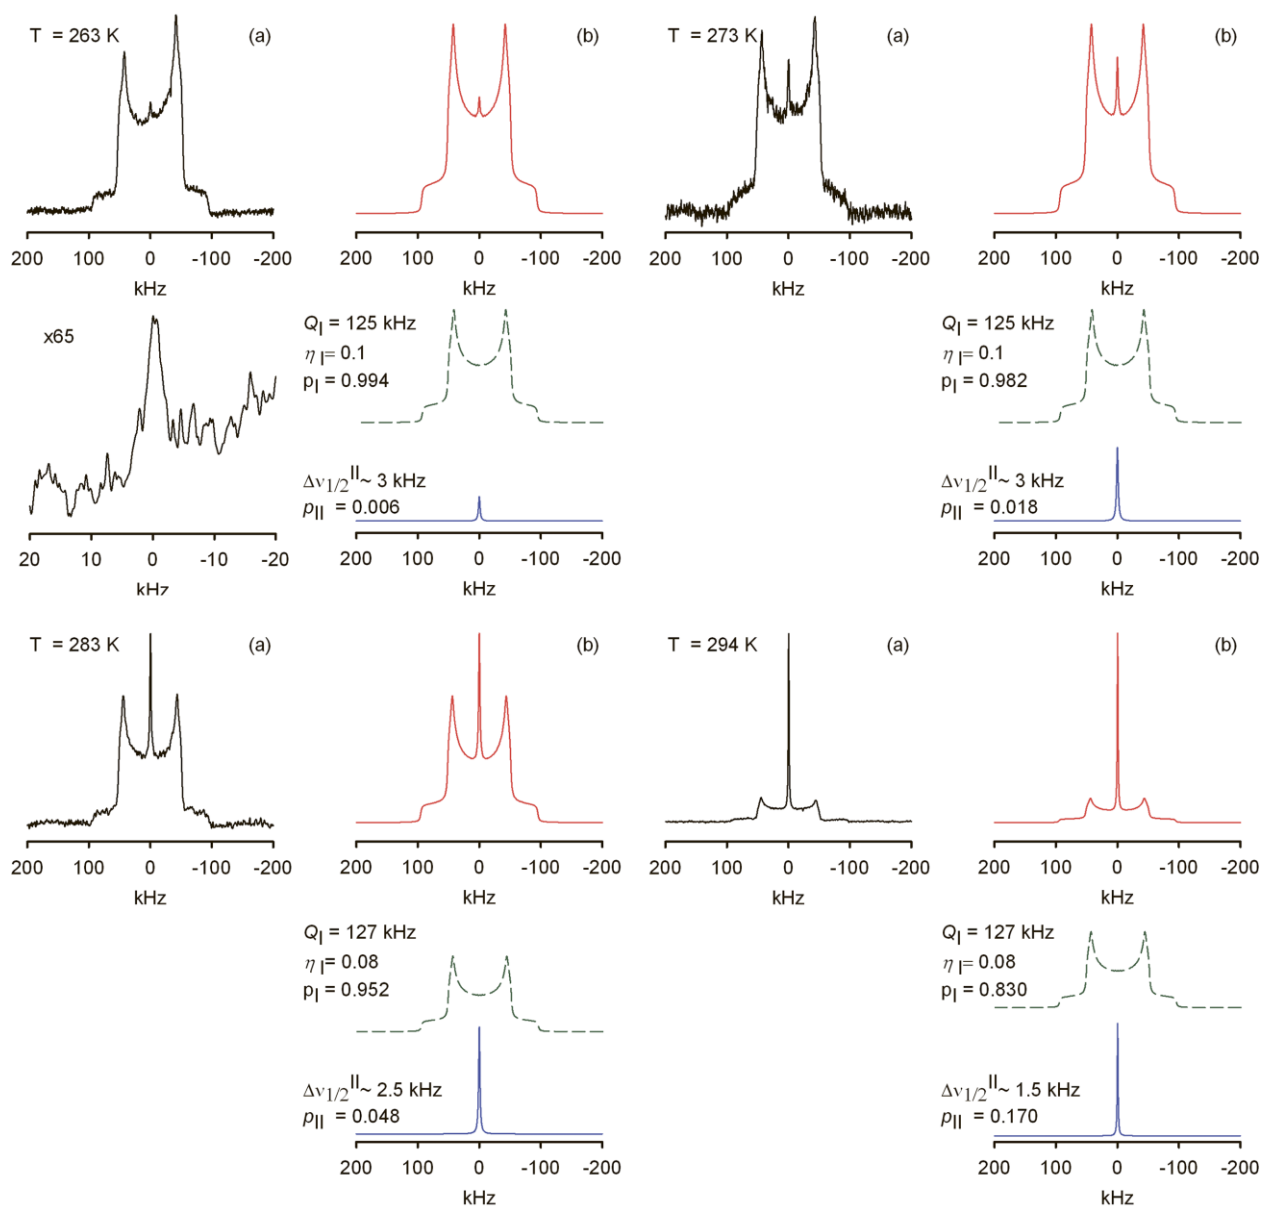 T = 263 K (a)
200 100 0 -100 -200
kHz
(b)
200 100 0 -100 -200
kHz
T = 273 K (a)
200 100 0 -100 -200
kHz
(b)
200 100 0 -100 -200
kHz
x65
20 10 0 -10 -20
kHz
Q_I = 125 kHz
η_I = 0.1
p_I = 0.994
Δν_1/2^II ~ 3 kHz
p_II = 0.006
200 100 0 -100 -200
kHz
Q_I = 125 kHz
η_I = 0.1
p_I = 0.982
Δν_1/2^II ~ 3 kHz
p_II = 0.018
200 100 0 -100 -200
kHz
T = 283 K (a)
200 100 0 -100 -200
kHz
(b)
200 100 0 -100 -200
kHz
T = 294 K (a)
200 100 0 -100 -200
kHz
(b)
200 100 0 -100 -200
kHz
Q_I = 127 kHz
η_I = 0.08
p_I = 0.952
Δν_1/2^II ~ 2.5 kHz
p_II = 0.048
200 100 0 -100 -200
kHz
Q_I = 127 kHz
η_I = 0.08
p_I = 0.830
Δν_1/2^II ~ 1.5 kHz
p_II = 0.170
200 100 0 -100 -200
kHz